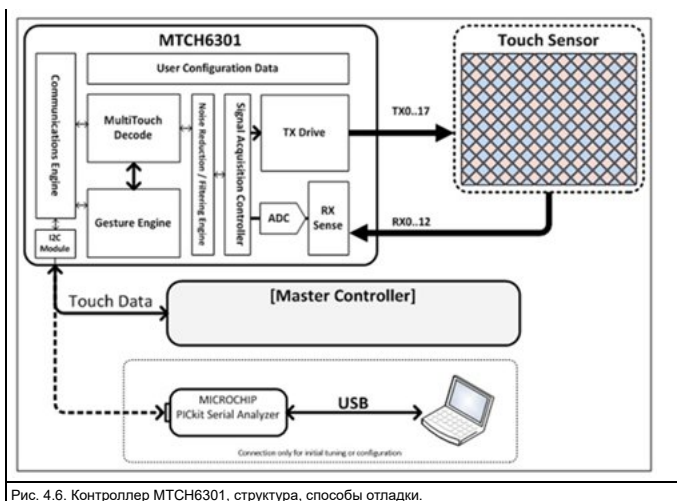 MTCH6301
User Configuration Data
Communications Engine
MultiTouch
Decode
Gesture Engine
I2C
Module
Noise Reduction / Filtering Engine
Signal Acquisition Controller
TX Drive
ADC
RX
Sense
Touch Sensor
TX0..17
RX0..12
Touch Data
[Master Controller]
MICROCHIP
PICkit Serial Analyzer
USB
Connection only for initial tuning or configuration
Рис. 4.6. Контроллер MTCH6301, структура, способы отладки.